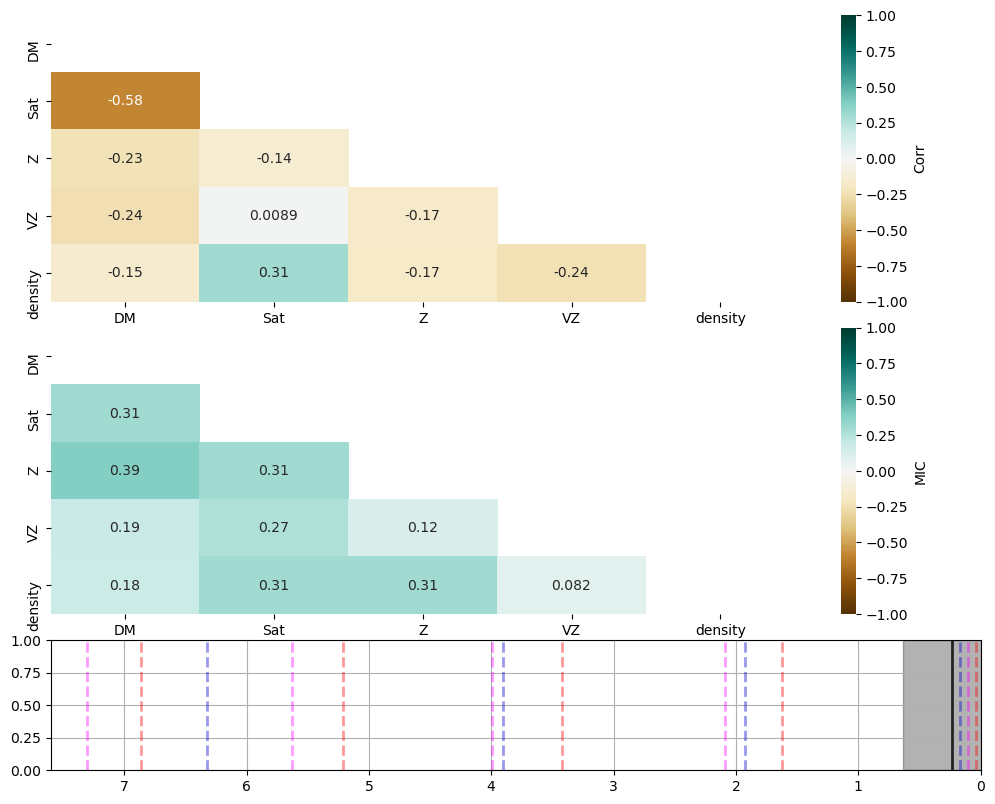 DM
Sat
Z
VZ
density
-0.58
-0.23 -0.14
-0.24 0.0089 -0.17
-0.15 0.31 -0.17 -0.24
DM Sat Z VZ density
1.00
0.75
0.50
0.25
0.00
−0.25
−0.50
−0.75
−1.00
Corr
DM
Sat
Z
VZ
density
0.31
0.39 0.31
0.19 0.27 0.12
0.18 0.31 0.31 0.082
DM Sat Z VZ density
1.00
0.75
0.50
0.25
0.00
−0.25
−0.50
−0.75
−1.00
MIC
1.00
0.75
0.50
0.25
0.00
7 6 5 4 3 2 1 0